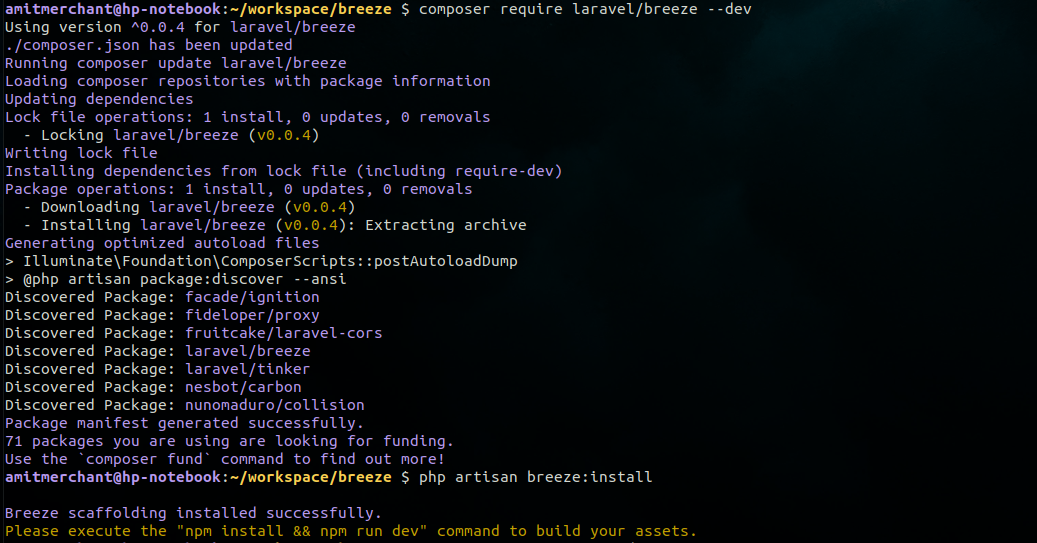 amitmerchant@hp-notebook:~/workspace/breeze $ composer require laravel/breeze --dev
Using version ^0.0.4 for laravel/breeze
./composer.json has been updated
Running composer update laravel/breeze
Loading composer repositories with package information
Updating dependencies
Lock file operations: 1 install, 0 updates, 0 removals
  - Locking laravel/breeze (v0.0.4)
Writing lock file
Installing dependencies from lock file (including require-dev)
Package operations: 1 install, 0 updates, 0 removals
  - Downloading laravel/breeze (v0.0.4)
  - Installing laravel/breeze (v0.0.4): Extracting archive
Generating optimized autoload files
> Illuminate\Foundation\ComposerScripts::postAutoloadDump
> @php artisan package:discover --ansi
Discovered Package: facade/ignition
Discovered Package: fideloper/proxy
Discovered Package: fruitcake/laravel-cors
Discovered Package: laravel/breeze
Discovered Package: laravel/tinker
Discovered Package: nesbot/carbon
Discovered Package: nunomaduro/collision
Package manifest generated successfully.
71 packages you are using are looking for funding.
Use the `composer fund` command to find out more!
amitmerchant@hp-notebook:~/workspace/breeze $ php artisan breeze:install
Breeze scaffolding installed successfully.
Please execute the "npm install && npm run dev" command to build your assets.